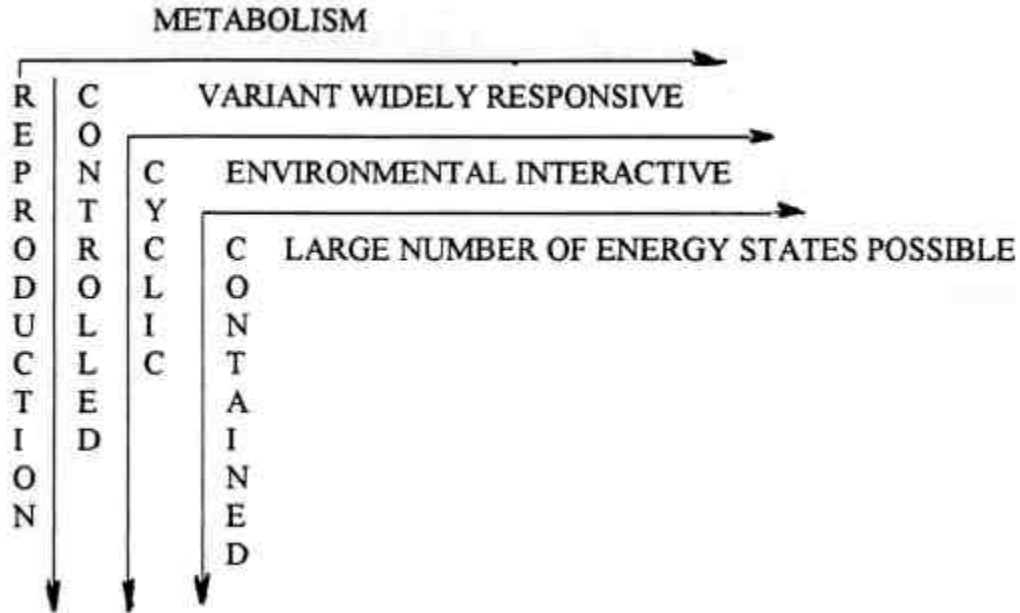 METABOLISM
REPRODUCTION
CONTROLLED
VARIANT WIDELY RESPONSIVE
CYCLIC
ENVIRONMENTAL INTERACTIVE
CONTAINED
LARGE NUMBER OF ENERGY STATES POSSIBLE